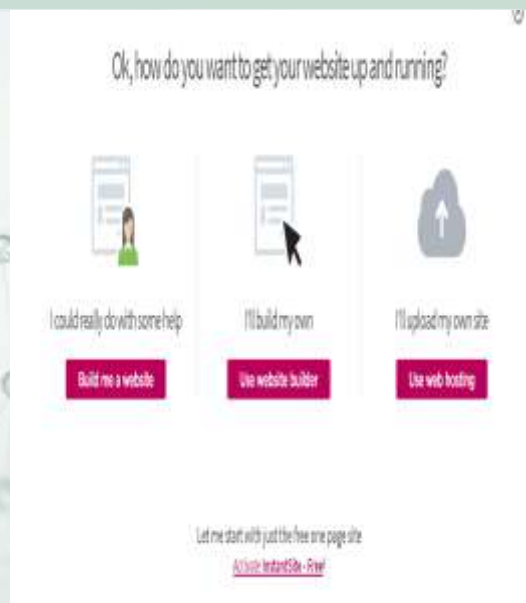 Ok, how do you want to get your website up and running?
I could really do with some help
I'll build my own
I'll upload my own site
Build me a website
Use website builder
Use web hosting
Let me start with just the free one page site
Activate InstantSite - Free!